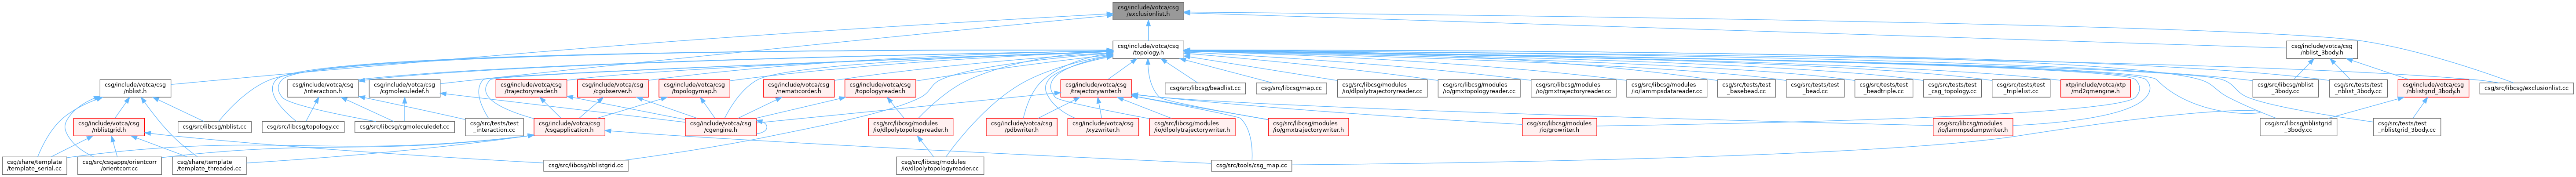 csg/include/votca/csg
/exclusionlist.h
csg/include/votca/csg
/topology.h
csg/include/votca/csg
/nblist_3body.h
csg/include/votca/csg
/nblist.h
csg/include/votca/csg
/interaction.h
csg/include/votca/csg
/cgmoleculedef.h
csg/include/votca/csg
/trajectoryreader.h
csg/include/votca/csg
/cgobserver.h
csg/include/votca/csg
/topologymap.h
csg/include/votca/csg
/nematicorder.h
csg/include/votca/csg
/topologyreader.h
csg/include/votca/csg
/trajectorywriter.h
csg/src/libcsg/beadlist.cc
csg/src/libcsg/map.cc
csg/src/libcsg/modules
/io/dlpolytrajectoryreader.cc
csg/src/libcsg/modules
/io/gmxtopologyreader.cc
csg/src/libcsg/modules
/io/gmxtrajectoryreader.cc
csg/src/libcsg/modules
/io/lammpsdatareader.cc
csg/src/tests/test
_basebead.cc
csg/src/tests/test
_bead.cc
csg/src/tests/test
_beadtriple.cc
csg/src/tests/test
_csg_topology.cc
csg/src/tests/test
_triplelist.cc
xtp/include/votca/xtp
/md2qmengine.h
csg/src/libcsg/nblist
_3body.cc
csg/src/tests/test
_nblist_3body.cc
csg/include/votca/csg
/nblistgrid_3body.h
csg/src/libcsg/exclusionlist.cc
csg/include/votca/csg
/nblistgrid.h
csg/src/libcsg/nblist.cc
csg/src/libcsg/topology.cc
csg/src/libcsg/cgmoleculedef.cc
csg/src/tests/test
_interaction.cc
csg/include/votca/csg
/csgapplication.h
csg/include/votca/csg
/cgengine.h
csg/src/libcsg/modules
/io/dlpolytopologyreader.h
csg/include/votca/csg
/pdbwriter.h
csg/include/votca/csg
/xyzwriter.h
csg/src/libcsg/modules
/io/dlpolytrajectorywriter.h
csg/src/libcsg/modules
/io/gmxtrajectorywriter.h
csg/src/libcsg/modules
/io/growriter.h
csg/src/libcsg/modules
/io/lammpsdumpwriter.h
csg/src/libcsg/nblistgrid
_3body.cc
csg/src/tests/test
_nblistgrid_3body.cc
csg/share/template
/template_serial.cc
csg/src/csgapps/orientcorr
/orientcorr.cc
csg/share/template
/template_threaded.cc
csg/src/libcsg/nblistgrid.cc
csg/src/libcsg/modules
/io/dlpolytopologyreader.cc
csg/src/tools/csg_map.cc